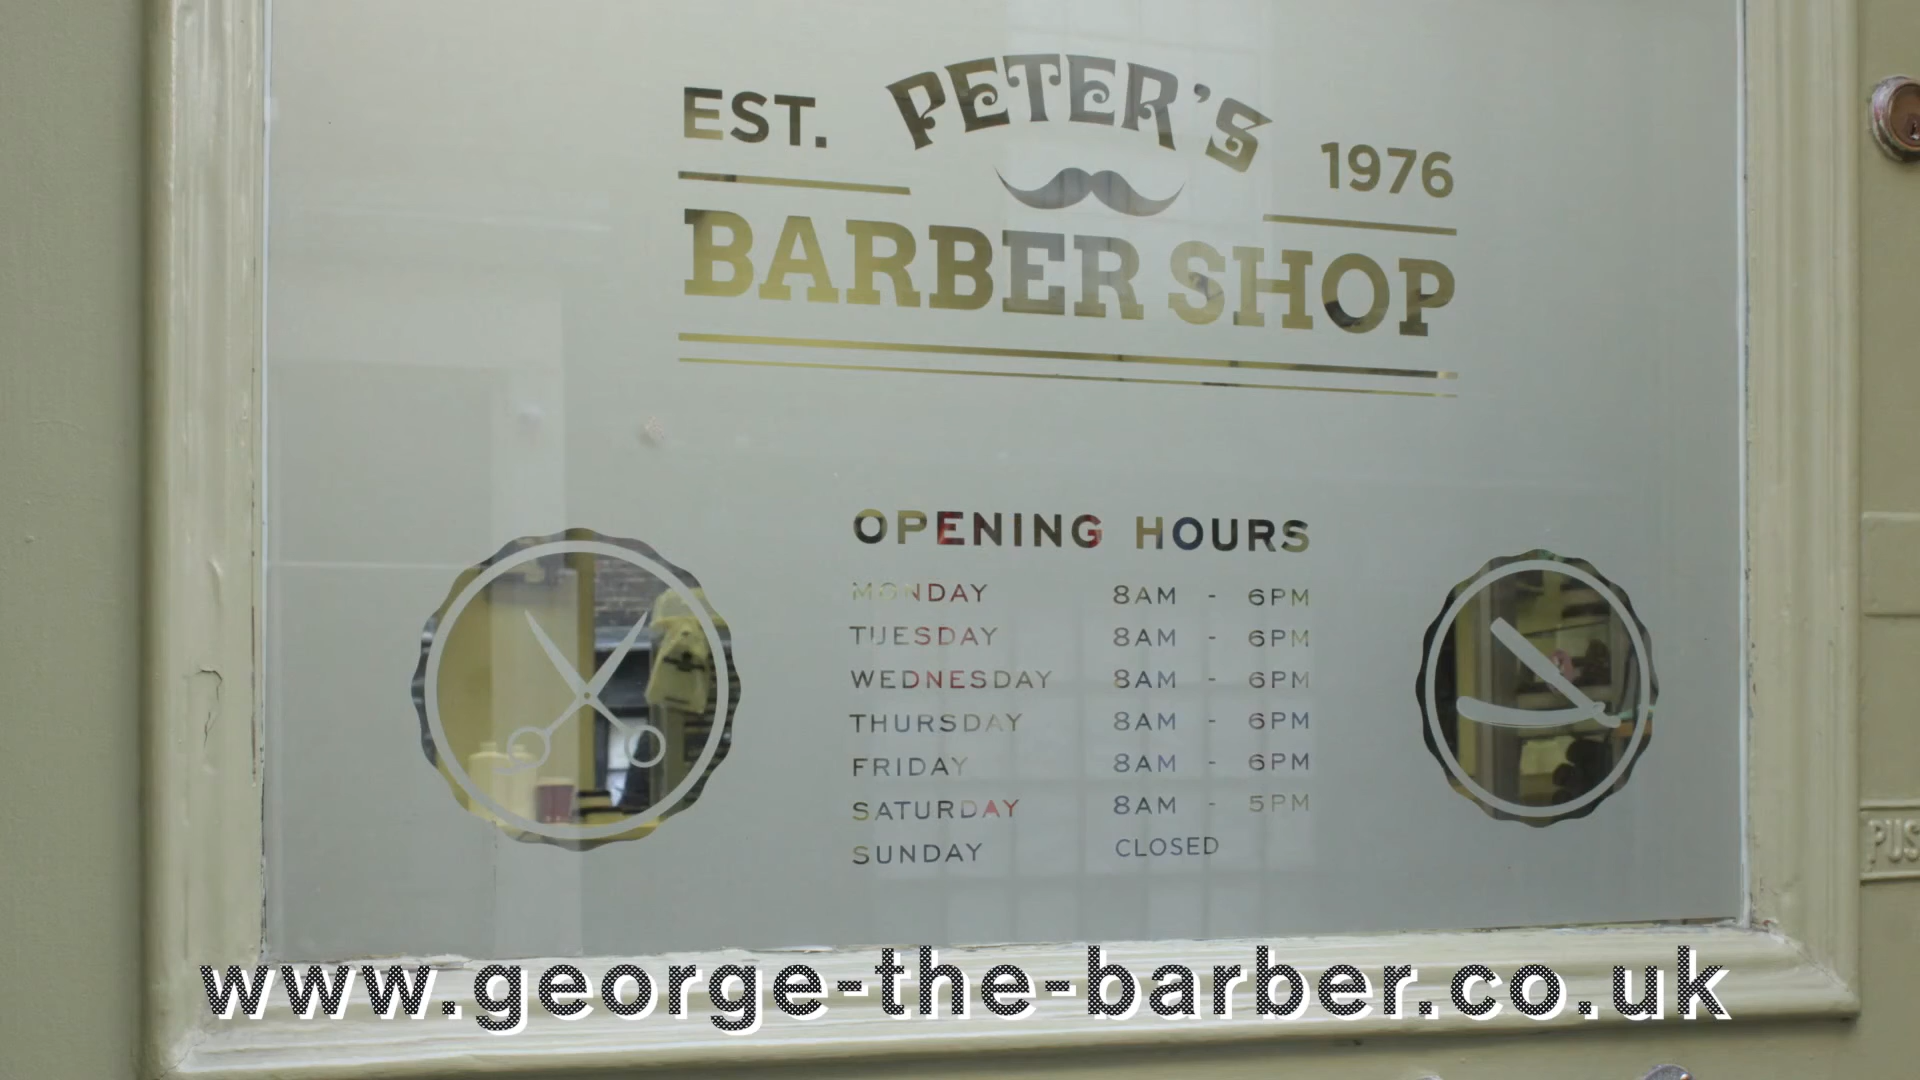 PETER'S
EST. 1976
BARBER SHOP
OPENING HOURS
MONDAY 8AM - 6PM
TUESDAY 8AM - 6PM
WEDNESDAY 8AM - 6PM
THURSDAY 8AM - 6PM
FRIDAY 8AM - 6PM
SATURDAY 8AM - 5PM
SUNDAY CLOSED
www.george-the-barber.co.uk